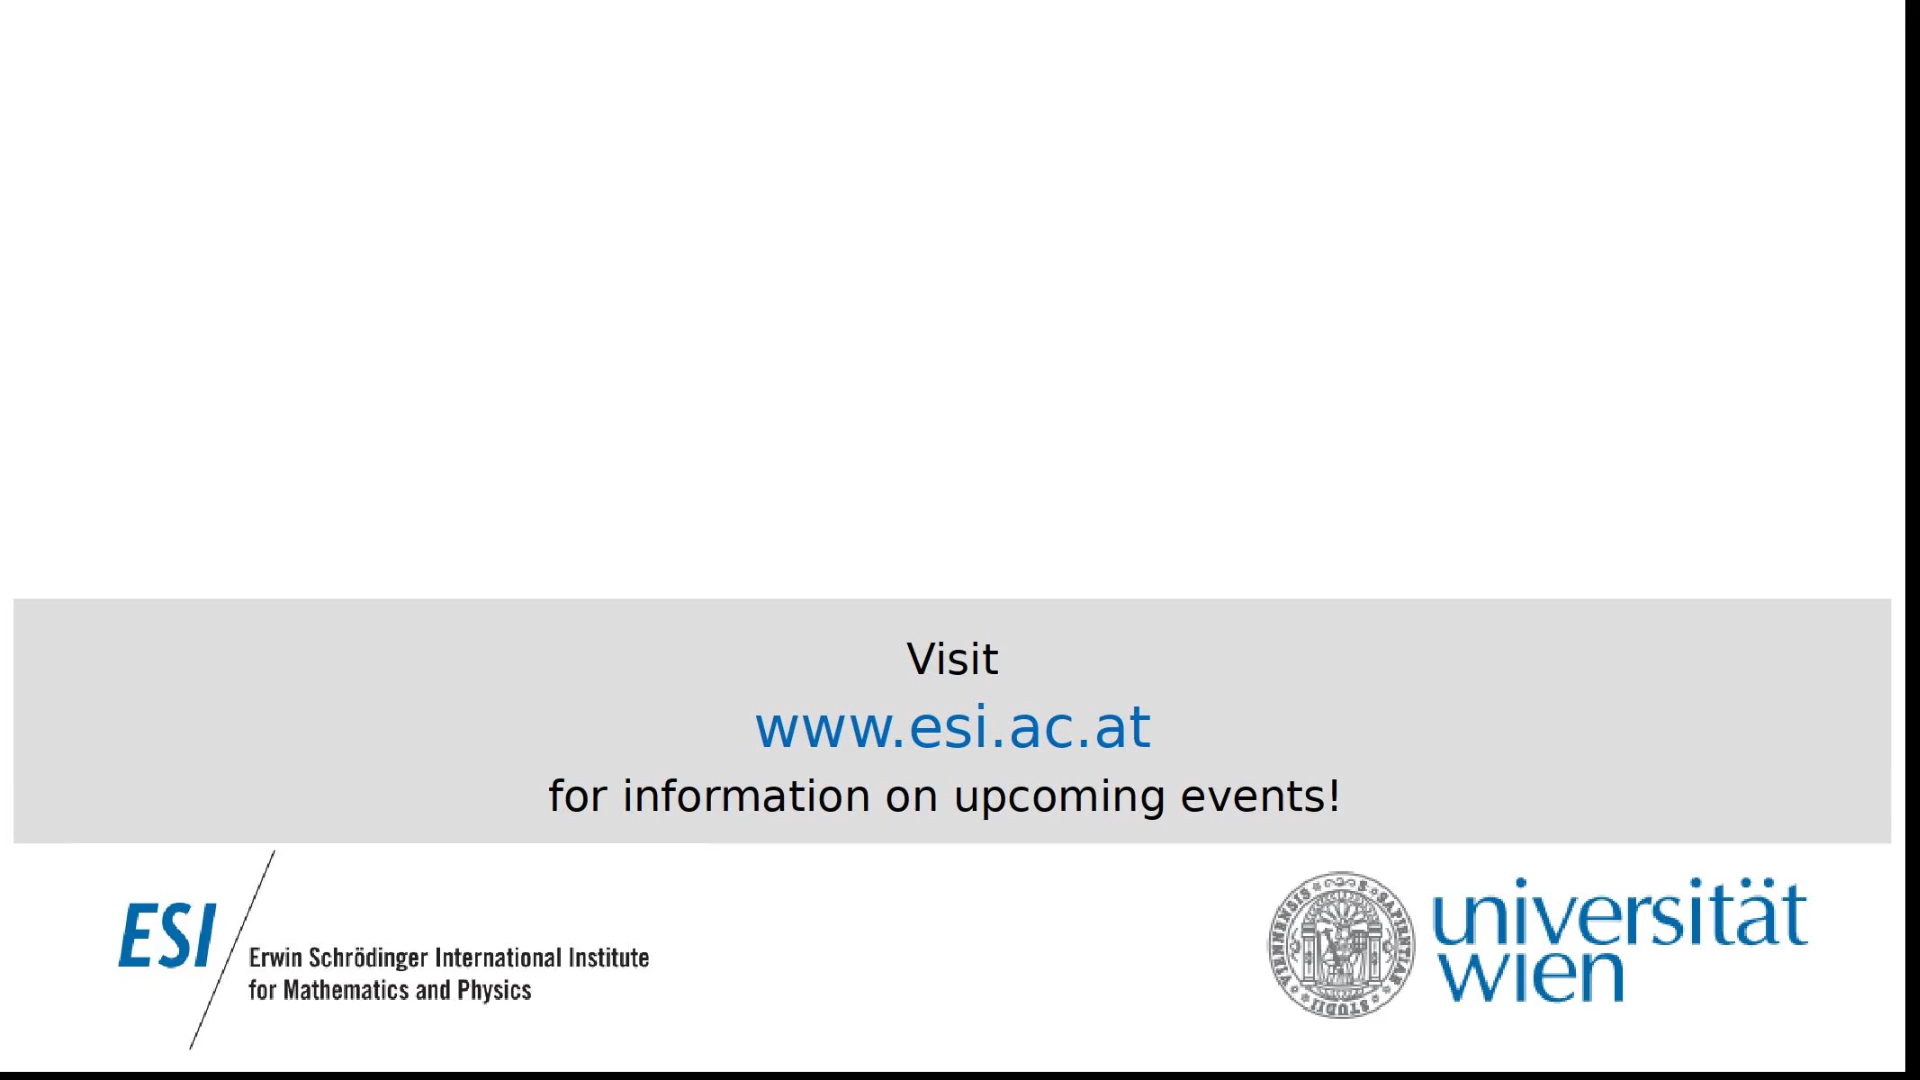 Visit
www.esi.ac.at
for information on upcoming events!
ESI
Erwin Schrödinger International Institute
for Mathematics and Physics
universität
wien